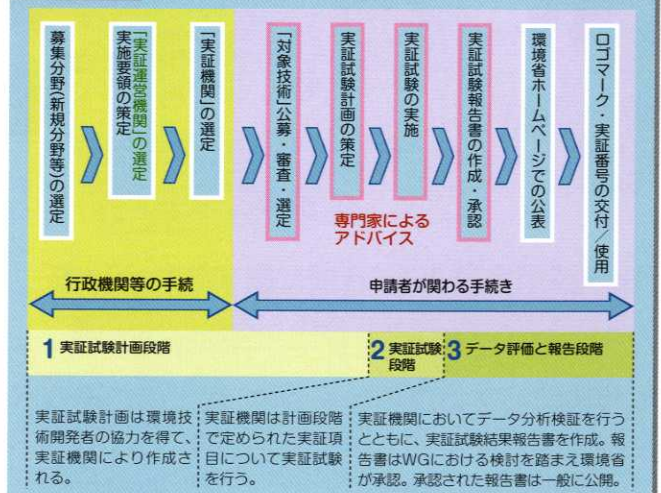 募集分野(新規分野等)の選定
「実証運営機関」の選定
実施要領の策定
「実証機関」の選定
「対象技術」公募・審査・選定
実証試験計画の策定
実証試験の実施
実証試験報告書の作成・承認
環境省ホームページでの公表
ロゴマーク・実証番号の交付/使用
専門家による
アドバイス
行政機関等の手続
申請者が関わる手続き
1 実証試験計画段階
2 実証試験
段階
3 データ評価と報告段階
実証試験計画は環境技
術開発者の協力を得て、
実証機関により作成さ
れる。
実証機関は計画段階
で定められた実証項
目について実証試験
を行う。
実証機関においてデータ分析検証を行う
とともに、実証試験結果報告書を作成。報
告書はWGにおける検討を踏まえ環境省
が承認。承認された報告書は一般に公開。